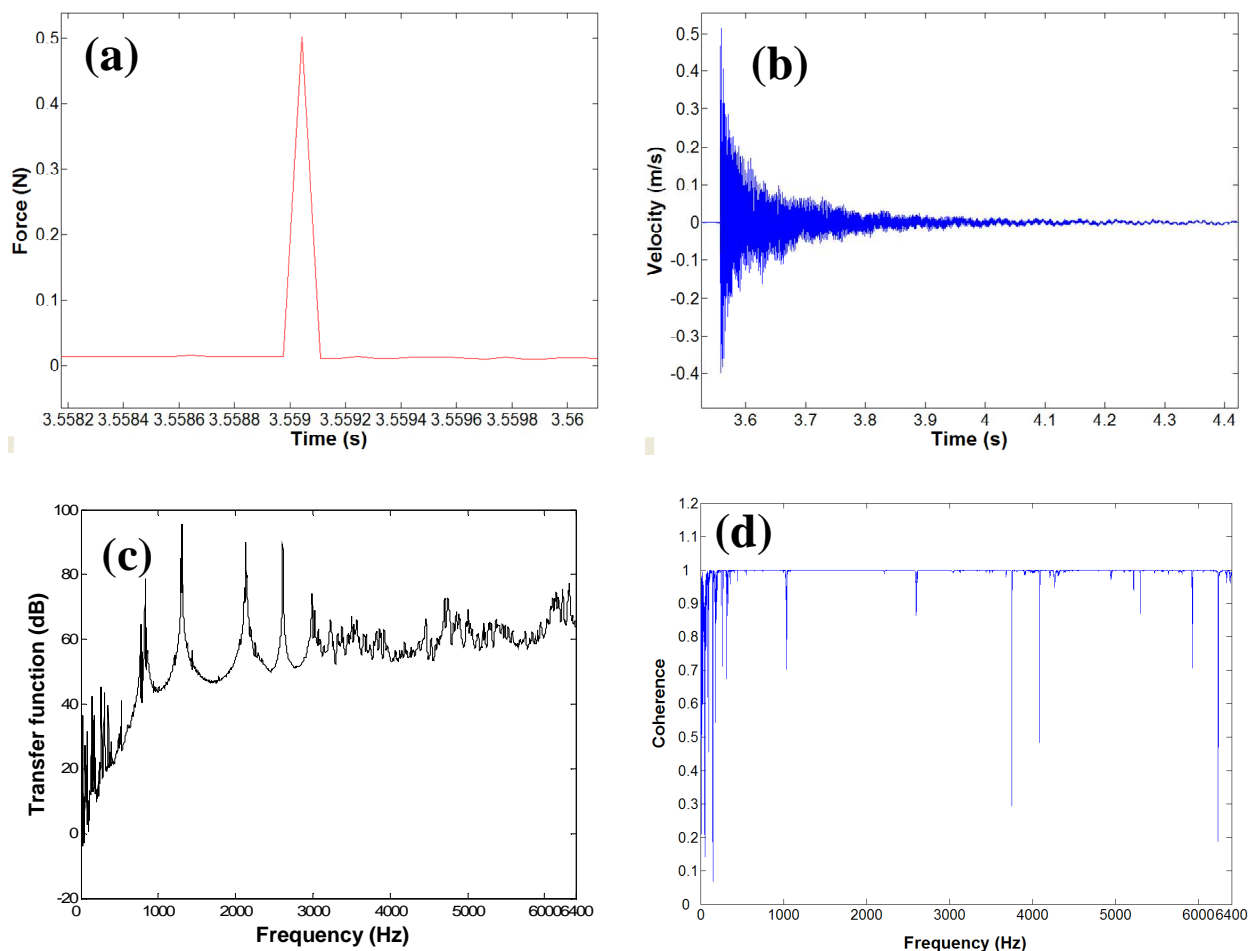 (a)
0.5
0.4
0.3
0.2
0.1
0
Force (N)
3.5582 3.5584 3.5586 3.5588 3.559 3.5592 3.5594 3.5596 3.5598 3.56
Time (s)
(b)
0.5
0.4
0.3
0.2
0.1
0
-0.1
-0.2
-0.3
-0.4
Velocity (m/s)
3.6 3.7 3.8 3.9 4 4.1 4.2 4.3 4.4
Time (s)
(c)
100
80
60
40
20
0
-20
Transfer function (dB)
0 1000 2000 3000 4000 5000 6000 6400
Frequency (Hz)
(d)
1.2
1.1
1
0.9
0.8
0.7
0.6
0.5
0.4
0.3
0.2
0.1
0
Coherence
0 1000 2000 3000 4000 5000 6000 6400
Frequency (Hz)